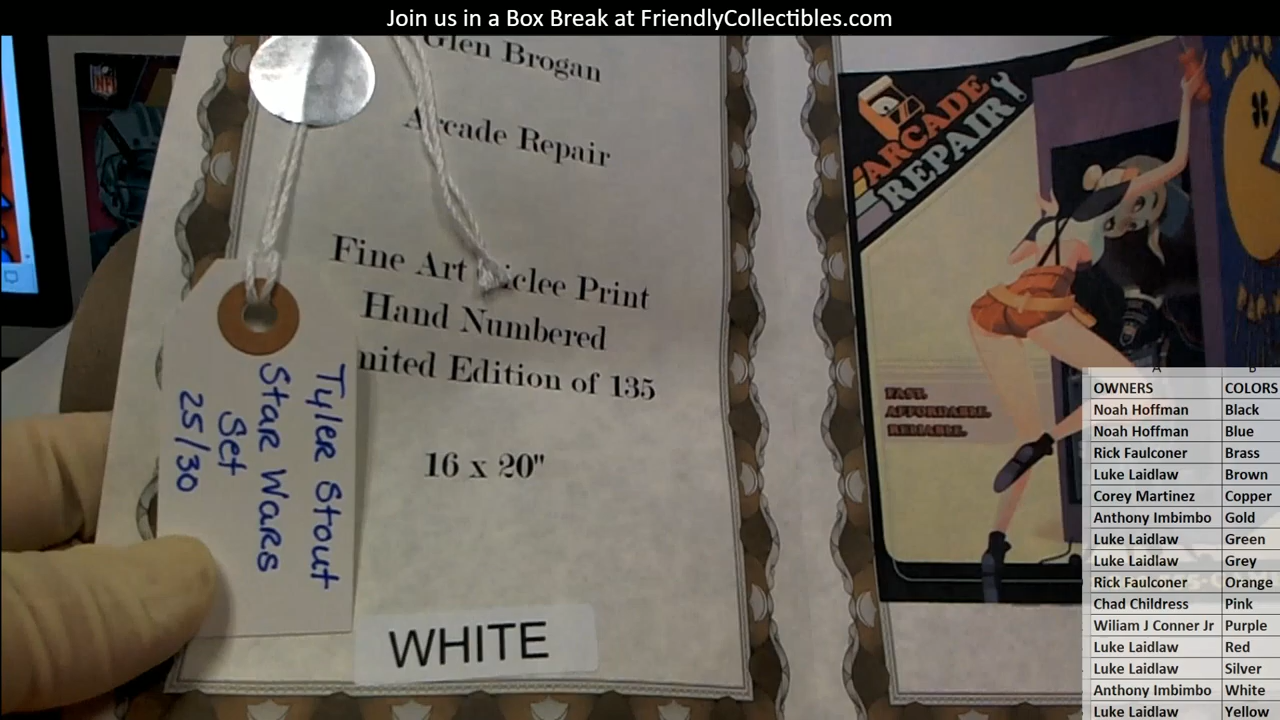 Join us in a Box Break at FriendlyCollectibles.com
Glen Brogan
Arcade Repair
Fine Art Print
Hand Numbered
Edition of 135
16 x 20"
Tyler Stout
Star Wars
Set
25/30
WHITE
NFL
ARCADE
REPAIR
FAST.
AFFORDABLE.
RELIABLE.
A B
OWNERS COLORS
Noah Hoffman Black
Noah Hoffman Blue
Rick Faulconer Brass
Luke Laidlaw Brown
Corey Martinez Copper
Anthony Imbimbo Gold
Luke Laidlaw Green
Luke Laidlaw Grey
Rick Faulconer Orange
Chad Childress Pink
Wiliam J Conner Jr Purple
Luke Laidlaw Red
Luke Laidlaw Silver
Anthony Imbimbo White
Luke Laidlaw Yellow